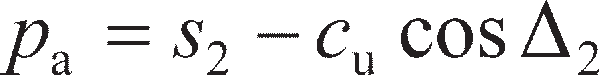 pₐ = s₂ − cᵤ cos Δ₂